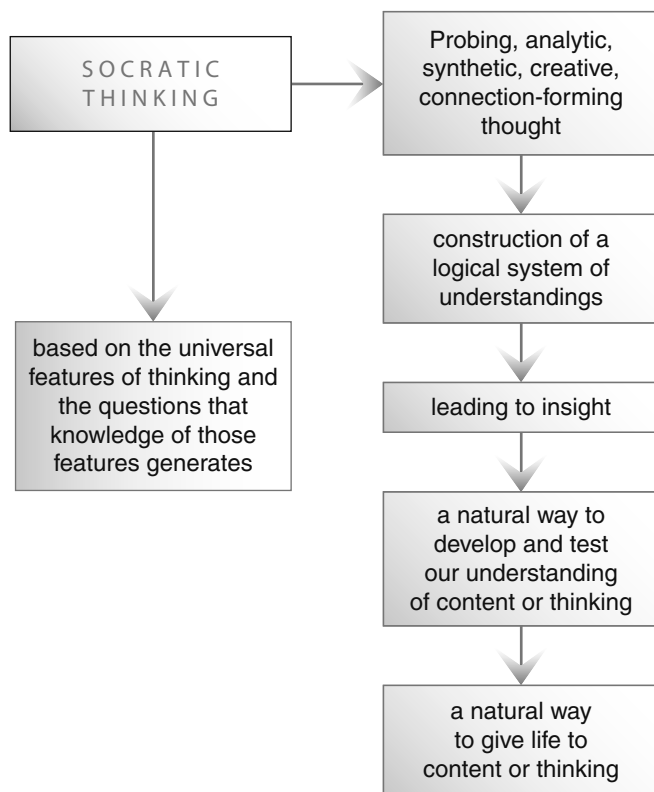 SOCRATIC
THINKING
Probing, analytic,
synthetic, creative,
connection-forming
thought
construction of a
logical system of
understandings
leading to insight
a natural way to
develop and test
our understanding
of content or thinking
a natural way
to give life to
content or thinking
based on the universal
features of thinking and
the questions that
knowledge of those
features generates